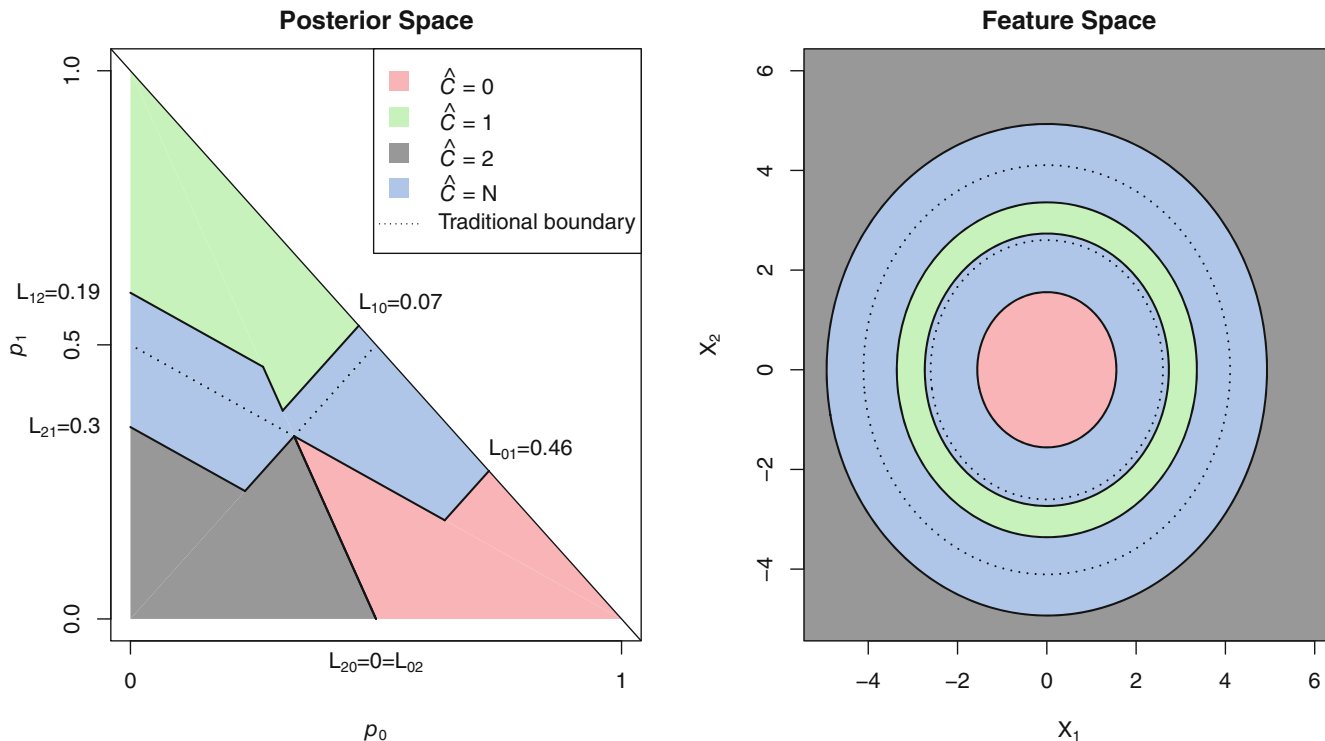 Posterior Space
Ĉ = 0
Ĉ = 1
Ĉ = 2
Ĉ = N
Traditional boundary
1.0
0.5
0.0
p₁
L₁₂=0.19
L₂₁=0.3
L₁₀=0.07
L₀₁=0.46
L₂₀=0=L₀₂
0
1
p₀
Feature Space
6
4
2
0
−2
−4
X₂
−4
−2
0
2
4
6
X₁